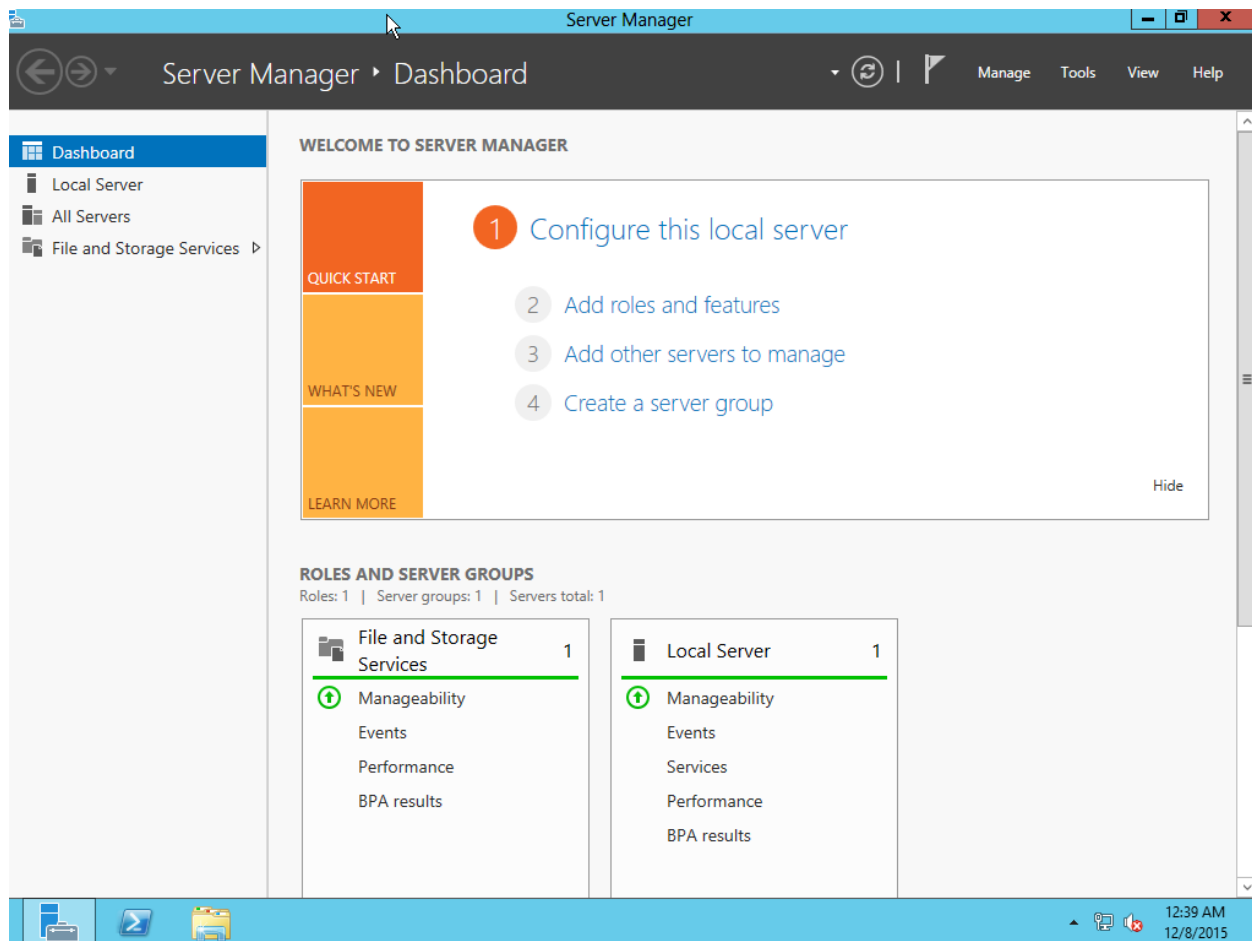 Server Manager
Server Manager ‣ Dashboard
Manage Tools View Help
Dashboard
Local Server
All Servers
File and Storage Services
WELCOME TO SERVER MANAGER
QUICK START
WHAT'S NEW
LEARN MORE
1 Configure this local server
2 Add roles and features
3 Add other servers to manage
4 Create a server group
Hide
ROLES AND SERVER GROUPS
Roles: 1 | Server groups: 1 | Servers total: 1
File and Storage
Services
1
Manageability
Events
Performance
BPA results
Local Server 1
Manageability
Events
Services
Performance
BPA results
12:39 AM
12/8/2015